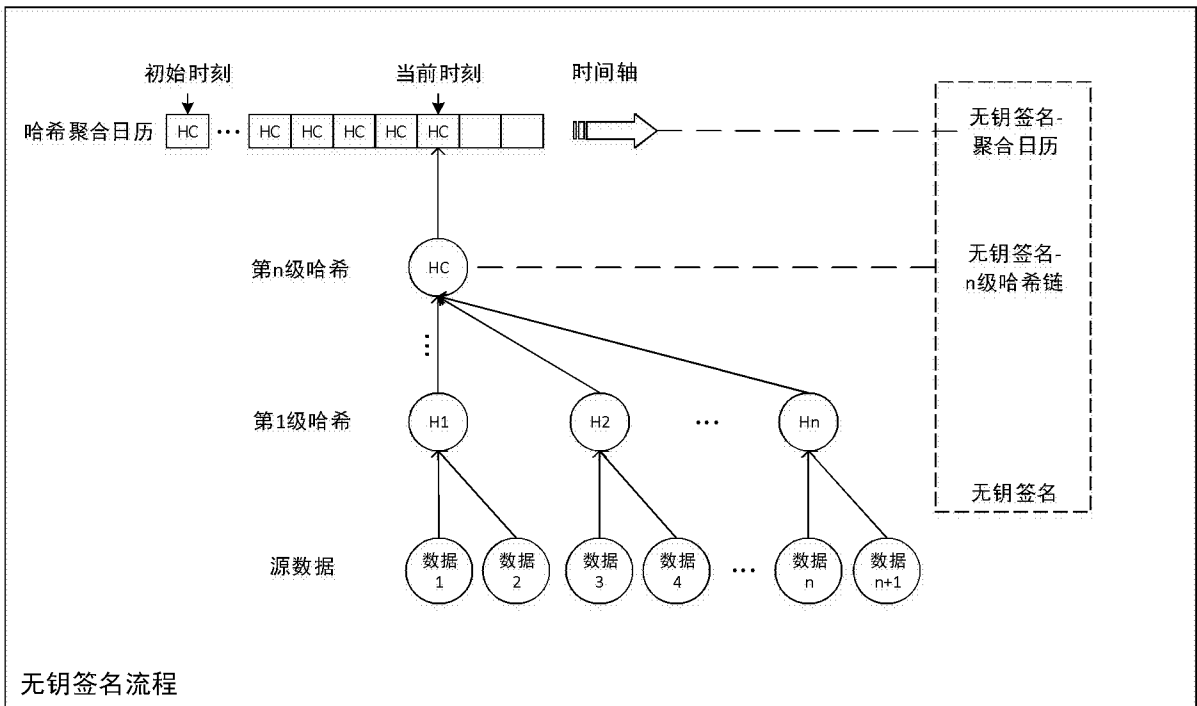 初始时刻 当前时刻 时间轴
哈希聚合日历 HC ··· HC HC HC HC HC
无钥签名-
聚合日历
第n级哈希 HC
无钥签名-
n级哈希链
⋮
第1级哈希 H1 H2 ··· Hn
无钥签名
源数据
数据
1
数据
2
数据
3
数据
4
···
数据
n
数据
n+1
无钥签名流程